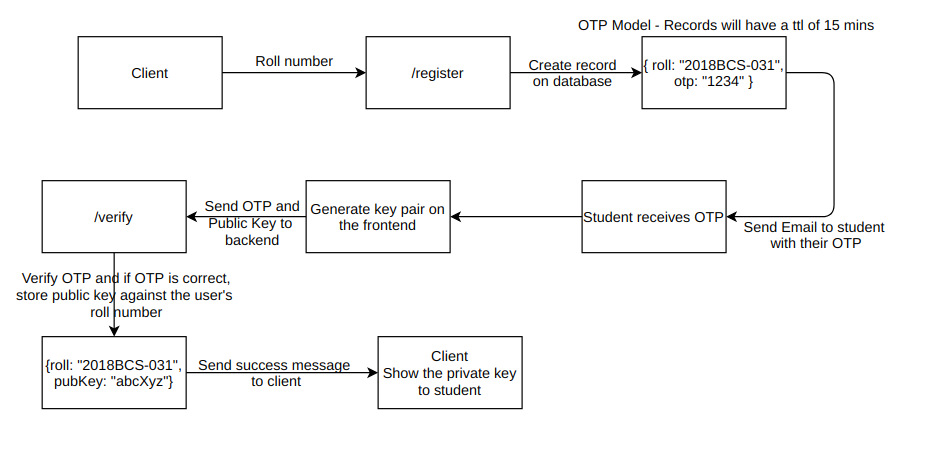 OTP Model - Records will have a ttl of 15 mins
Client
Roll number
/register
Create record
on database
{ roll: "2018BCS-031",
otp: "1234" }
Send Email to student
with their OTP
Student receives OTP
Generate key pair on
the frontend
Send OTP and
Public Key to
backend
/verify
Verify OTP and if OTP is correct,
store public key against the user's
roll number
{roll: "2018BCS-031",
pubKey: "abcXyz"}
Send success message
to client
Client
Show the private key
to student